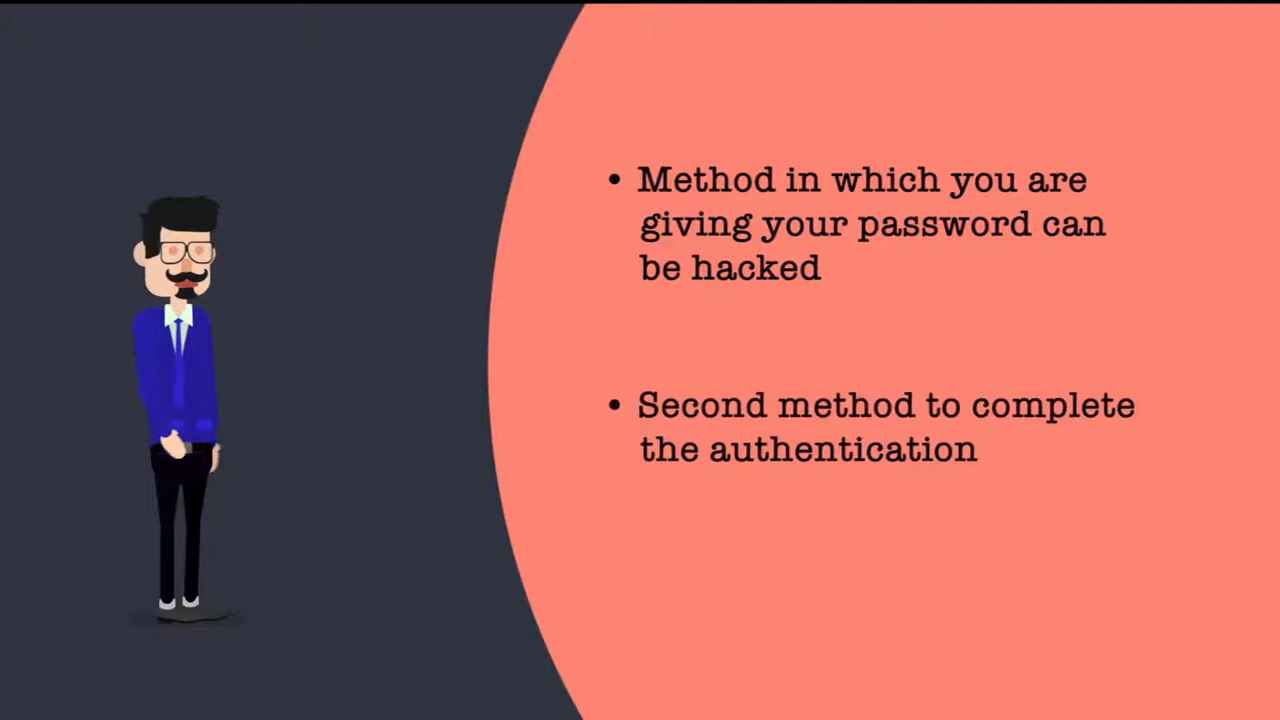 • Method in which you are
giving your password can
be hacked
• Second method to complete
the authentication